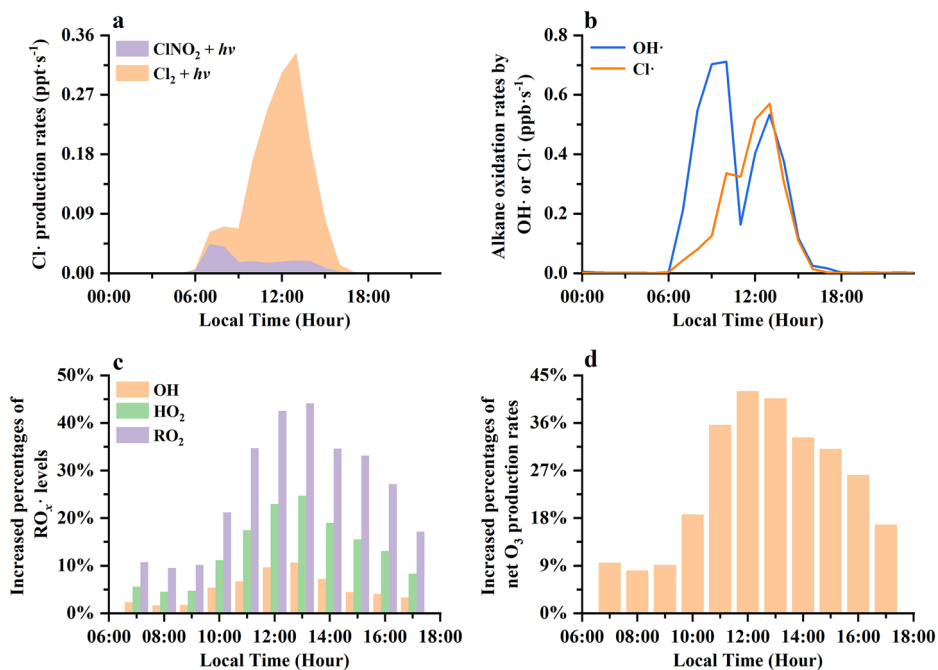 a
Cl· production rates (ppt·s⁻¹)
0.36
0.27
0.18
0.09
0.00
ClNO₂ + hv
Cl₂ + hv
00:00 06:00 12:00 18:00
Local Time (Hour)
b
Alkane oxidation rates by
OH· or Cl· (ppb·s⁻¹)
0.8
0.6
0.4
0.2
0.0
OH·
Cl·
00:00 06:00 12:00 18:00
Local Time (Hour)
c
Increased percentages of
ROₓ· levels
50%
40%
30%
20%
10%
0%
OH
HO₂
RO₂
06:00 08:00 10:00 12:00 14:00 16:00 18:00
Local Time (Hour)
d
Increased percentages of
net O₃ production rates
45%
36%
27%
18%
9%
0%
06:00 08:00 10:00 12:00 14:00 16:00 18:00
Local Time (Hour)